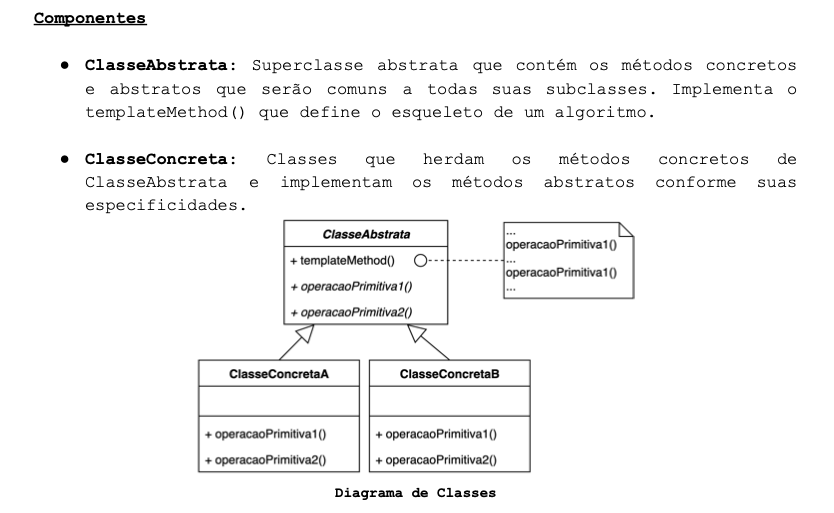 Componentes
● ClasseAbstrata: Superclasse abstrata que contém os métodos concretos
e abstratos que serão comuns a todas suas subclasses. Implementa o
templateMethod() que define o esqueleto de um algoritmo.
● ClasseConcreta: Classes que herdam os métodos concretos de
ClasseAbstrata e implementam os métodos abstratos conforme suas
especificidades.
ClasseAbstrata
+ templateMethod()
+ operacaoPrimitiva1()
+ operacaoPrimitiva2()
...
operacaoPrimitiva1()
...
operacaoPrimitiva1()
...
ClasseConcretaA
+ operacaoPrimitiva1()
+ operacaoPrimitiva2()
ClasseConcretaB
+ operacaoPrimitiva1()
+ operacaoPrimitiva2()
Diagrama de Classes